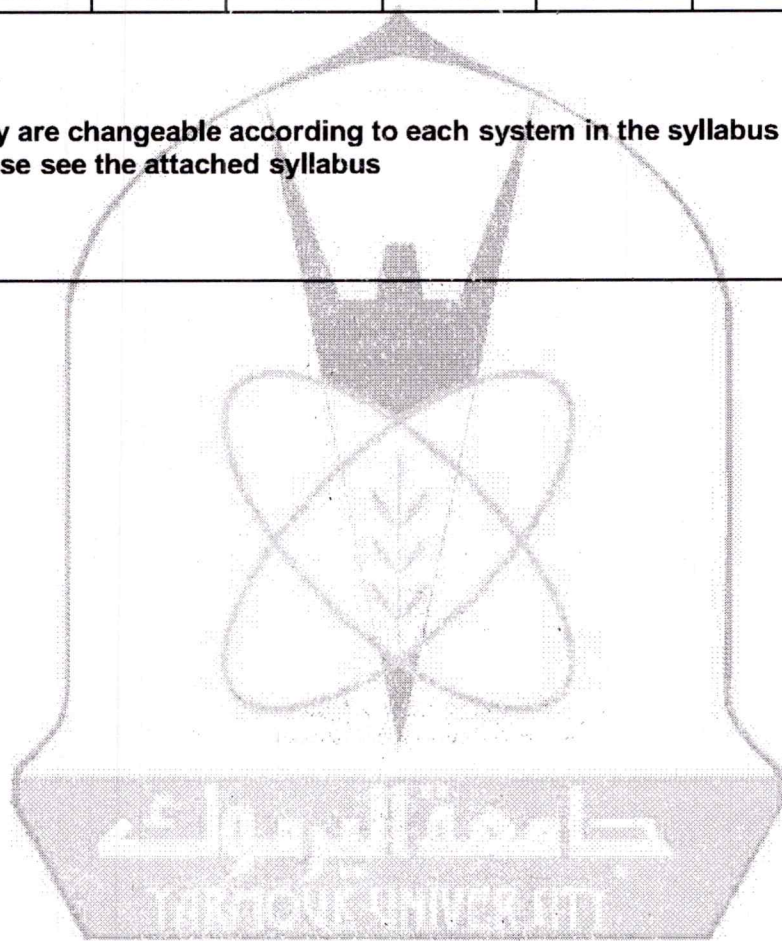 y are changeable according to each system in the syllabus
se see the attached syllabus
جامعة اليرموك
YARMOUK UNIVERSITY